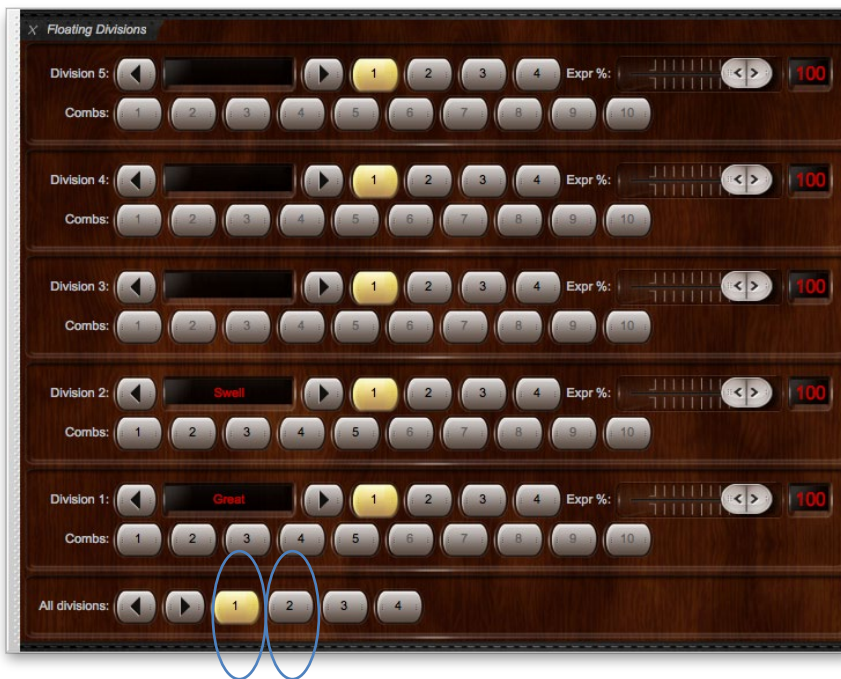 X Floating Divisions
Division 5: 1 2 3 4 Expr %: < > 100
Combs: 1 2 3 4 5 6 7 8 9 10
Division 4: 1 2 3 4 Expr %: < > 100
Combs: 1 2 3 4 5 6 7 8 9 10
Division 3: 1 2 3 4 Expr %: < > 100
Combs: 1 2 3 4 5 6 7 8 9 10
Division 2: Swell 1 2 3 4 Expr %: < > 100
Combs: 1 2 3 4 5 6 7 8 9 10
Division 1: Great 1 2 3 4 Expr %: < > 100
Combs: 1 2 3 4 5 6 7 8 9 10
All divisions: 1 2 3 4